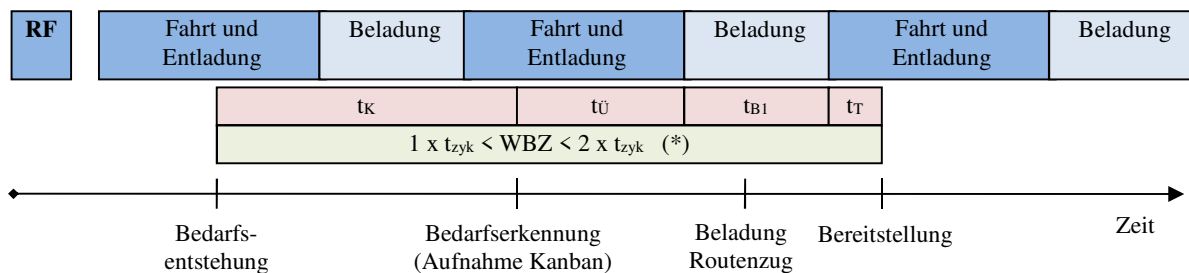 RF
Fahrt und
Entladung
Beladung
Fahrt und
Entladung
Beladung
Fahrt und
Entladung
Beladung
tK
tÜ
tB1
tT
1 x tzyk < WBZ < 2 x tzyk (*)
Bedarfs-
entstehung
Bedarfserkennung
(Aufnahme Kanban)
Beladung
Routenzug
Bereitstellung
Zeit